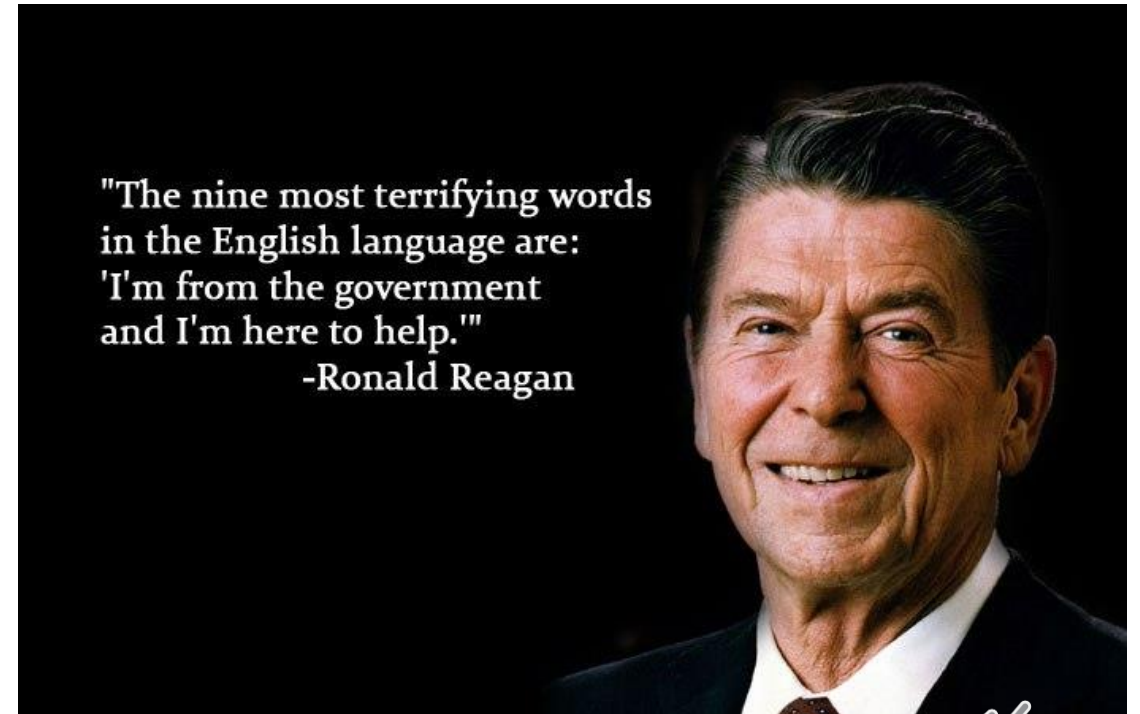 "The nine most terrifying words
in the English language are:
'I'm from the government
and I'm here to help.'"
-Ronald Reagan